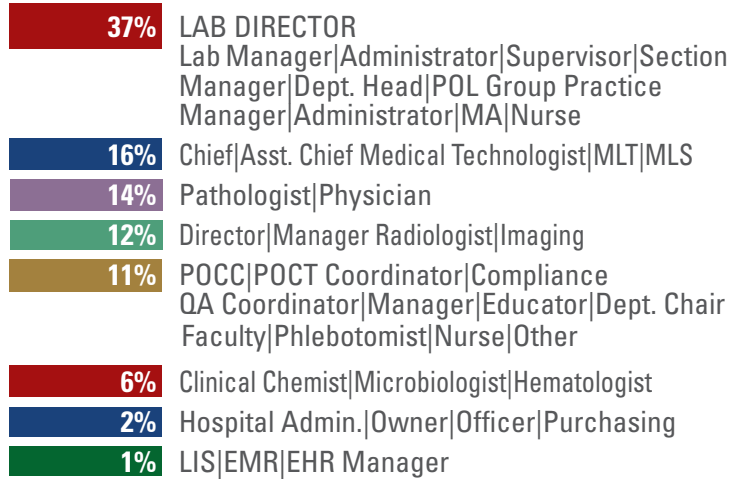 37% LAB DIRECTOR
Lab Manager|Administrator|Supervisor|Section
Manager|Dept. Head|POL Group Practice
Manager|Administrator|MA|Nurse
16% Chief|Asst. Chief Medical Technologist|MLT|MLS
14% Pathologist|Physician
12% Director|Manager Radiologist|Imaging
11% POCC|POCT Coordinator|Compliance
QA Coordinator|Manager|Educator|Dept. Chair
Faculty|Phlebotomist|Nurse|Other
6% Clinical Chemist|Microbiologist|Hematologist
2% Hospital Admin.|Owner|Officer|Purchasing
1% LIS|EMR|EHR Manager